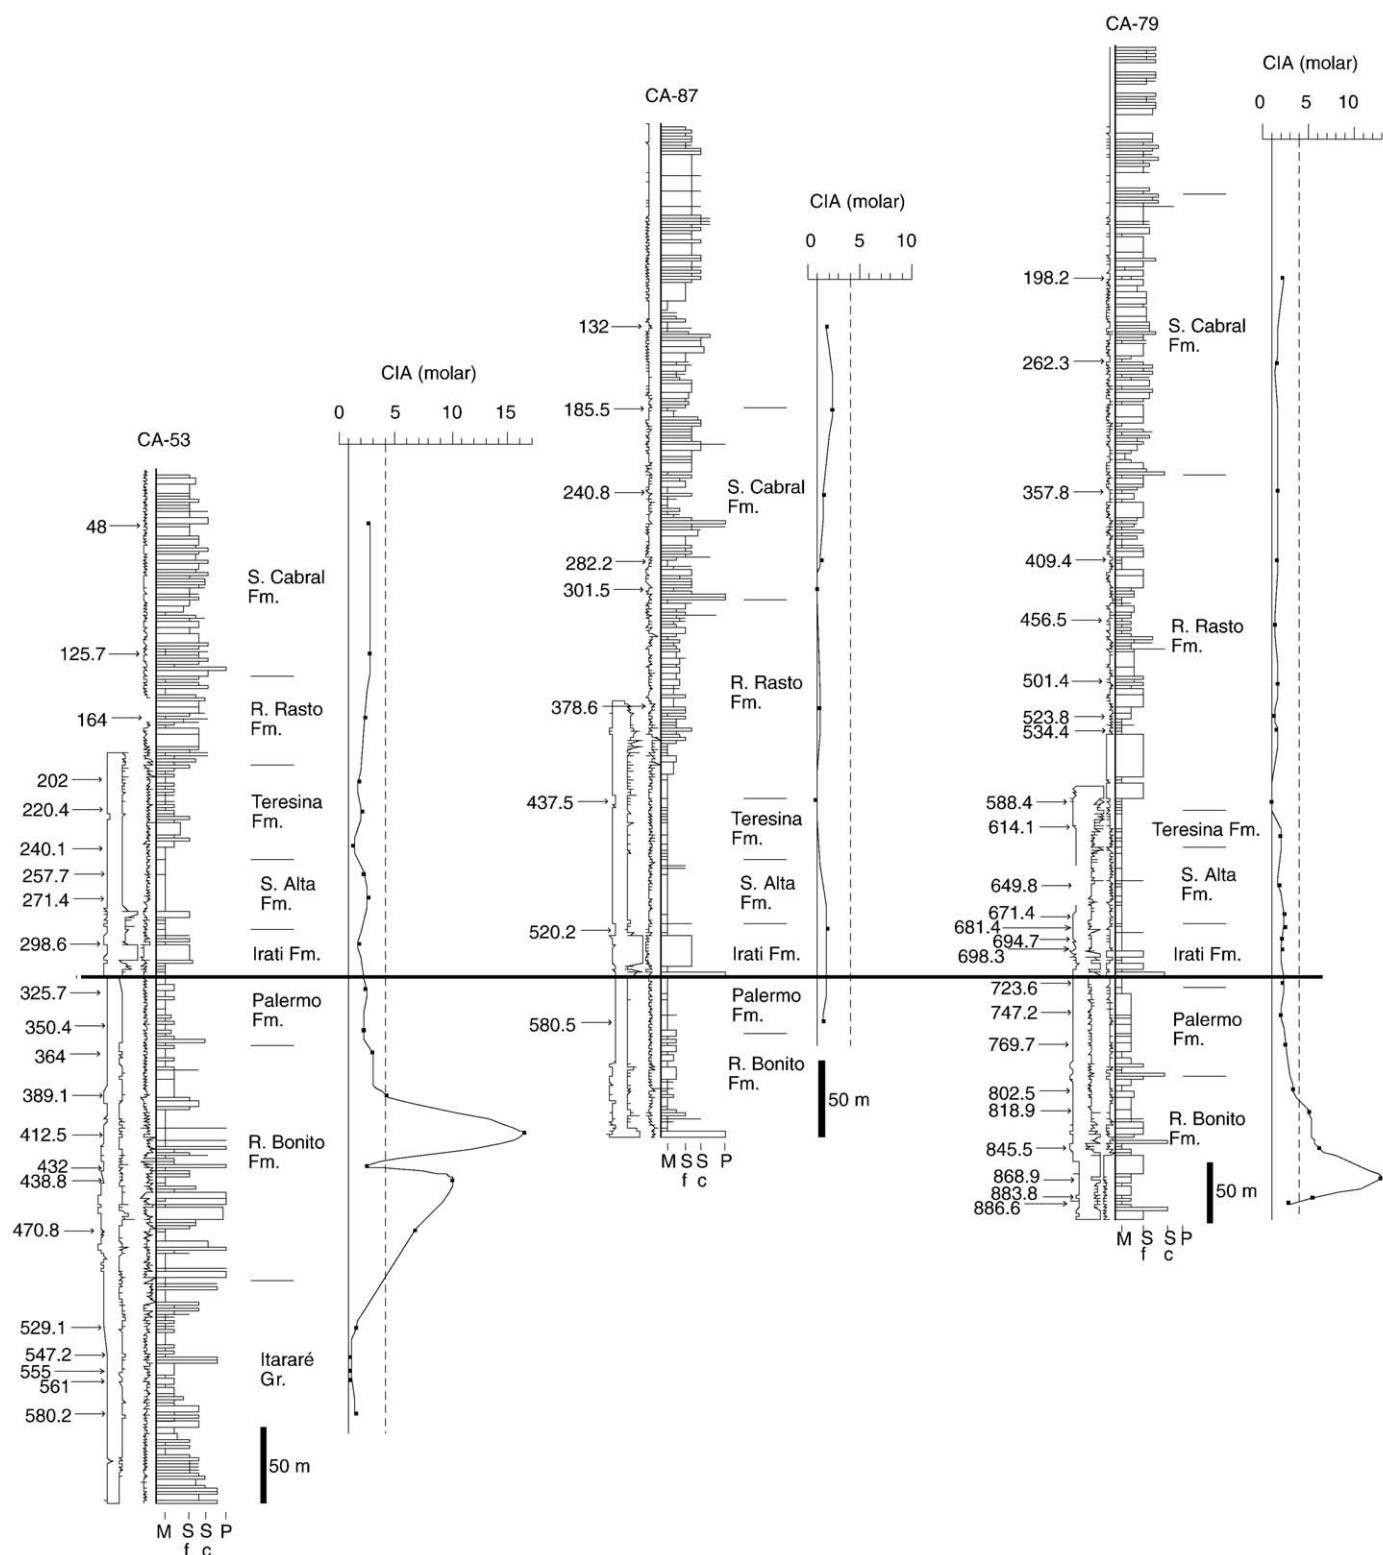 CA-79
CIA (molar)
0 5 10
198.2
262.3
357.8
409.4
456.5
501.4
523.8
534.4
588.4
614.1
649.8
671.4
681.4
694.7
698.3
723.6
747.2
769.7
802.5
818.9
845.5
868.9
883.8
886.6
S. Cabral
Fm.
R. Rasto
Fm.
Teresina Fm.
S. Alta
Fm.
Irati Fm.
Palermo
Fm.
R. Bonito
Fm.
50 m
M S S P
f c
CA-87
CIA (molar)
0 5 10
132
185.5
240.8
282.2
301.5
378.6
437.5
520.2
580.5
S. Cabral
Fm.
R. Rasto
Fm.
Teresina
Fm.
S. Alta
Fm.
Irati Fm.
Palermo
Fm.
R. Bonito
Fm.
50 m
M S S P
f c
CA-53
CIA (molar)
0 5 10 15
48
125.7
164
202
220.4
240.1
257.7
271.4
298.6
325.7
350.4
364
389.1
412.5
432
438.8
470.8
529.1
547.2
555
561
580.2
S. Cabral
Fm.
R. Rasto
Fm.
Teresina
Fm.
S. Alta
Fm.
Irati Fm.
Palermo
Fm.
R. Bonito
Fm.
Itararé
Gr.
50 m
M S S P
f c